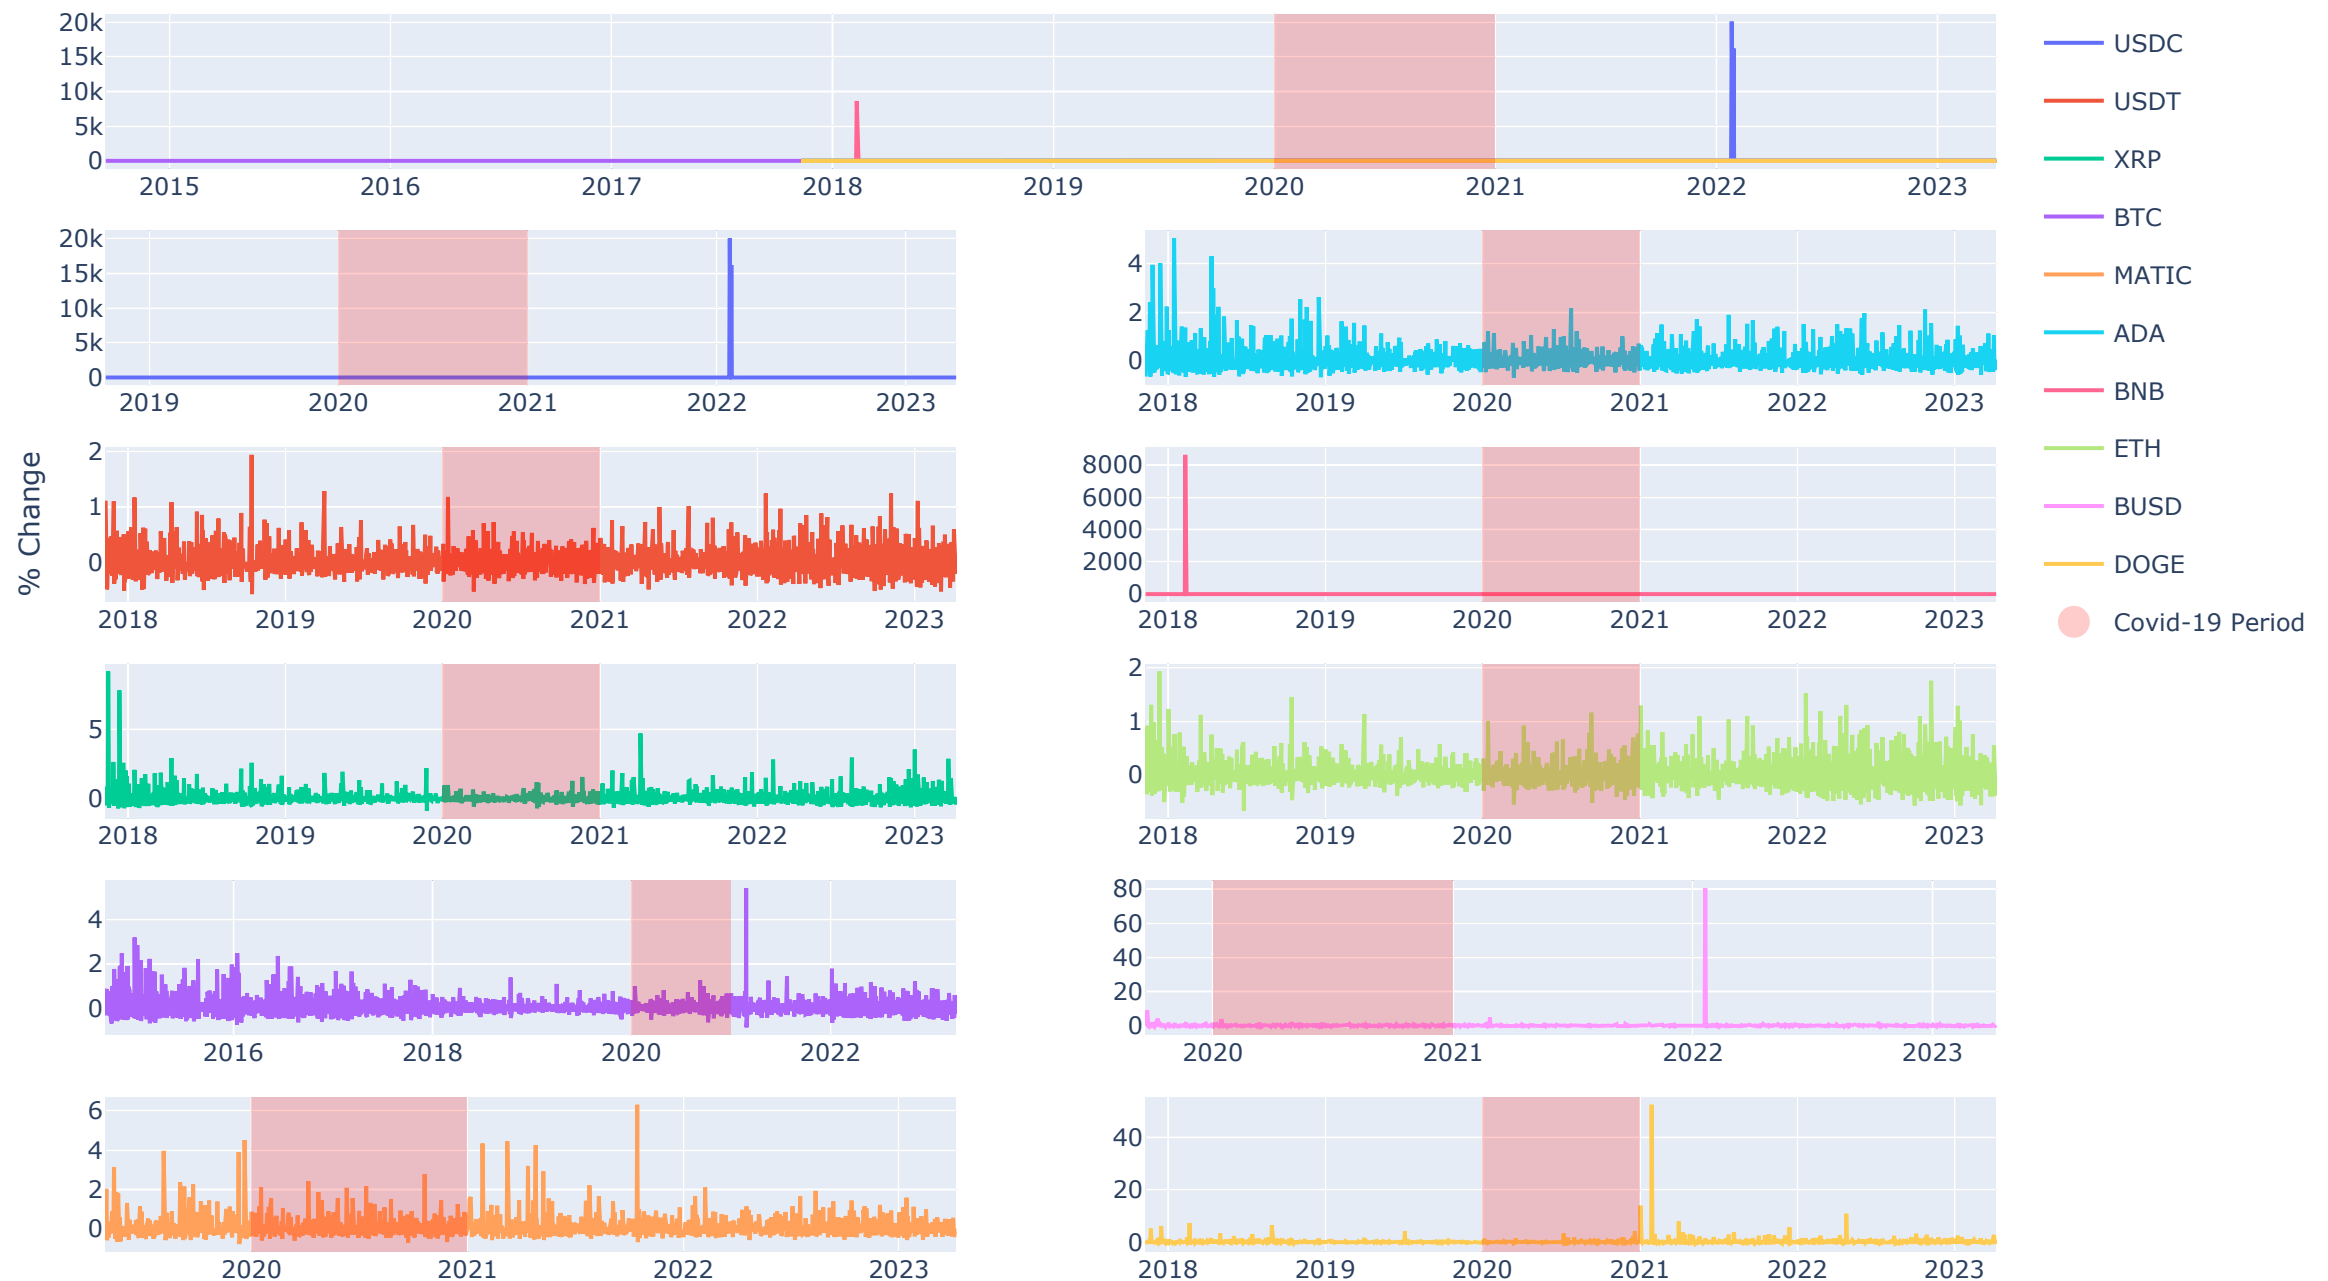 20k
15k
10k
5k
0
2015 2016 2017 2018 2019 2020 2021 2022 2023
20k
15k
10k
5k
0
2019 2020 2021 2022 2023
4
2
0
2018 2019 2020 2021 2022 2023
% Change
2
1
0
2018 2019 2020 2021 2022 2023
8000
6000
4000
2000
0
2018 2019 2020 2021 2022 2023
5
0
2018 2019 2020 2021 2022 2023
2
1
0
2018 2019 2020 2021 2022 2023
4
2
0
2016 2018 2020 2022
80
60
40
20
0
2020 2021 2022 2023
6
4
2
0
2020 2021 2022 2023
40
20
0
2018 2019 2020 2021 2022 2023
USDC
USDT
XRP
BTC
MATIC
ADA
BNB
ETH
BUSD
DOGE
Covid-19 Period